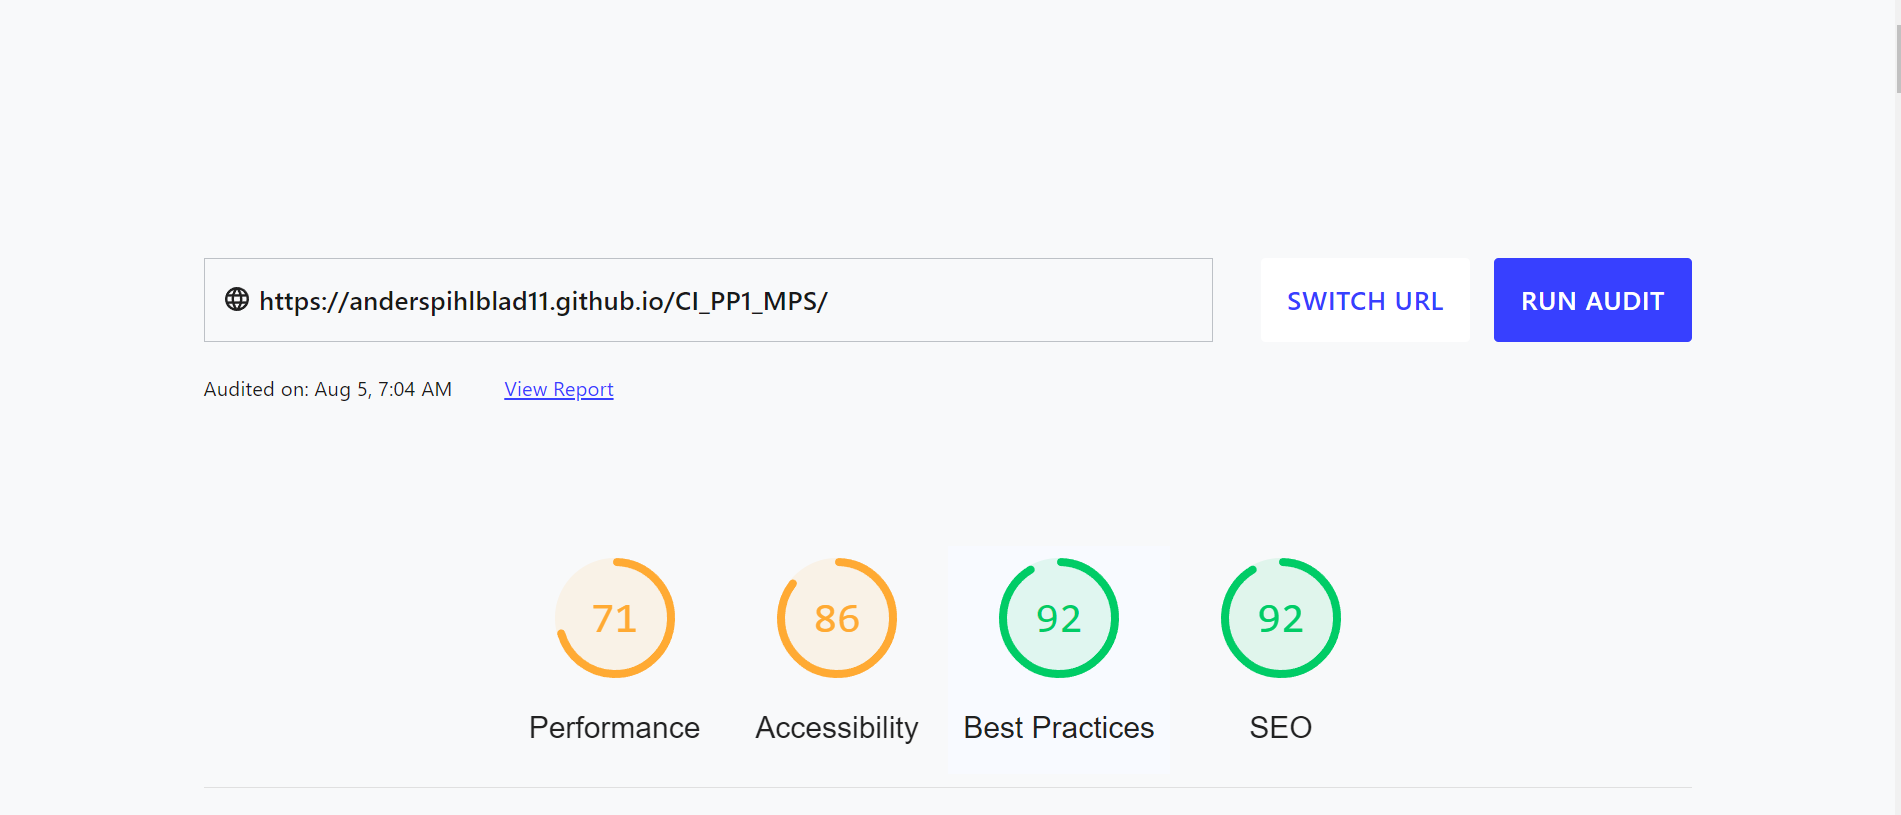 https://anderspihlblad11.github.io/CI_PP1_MPS/
SWITCH URL
RUN AUDIT
Audited on: Aug 5, 7:04 AM
View Report
71
86
92
92
Performance
Accessibility
Best Practices
SEO